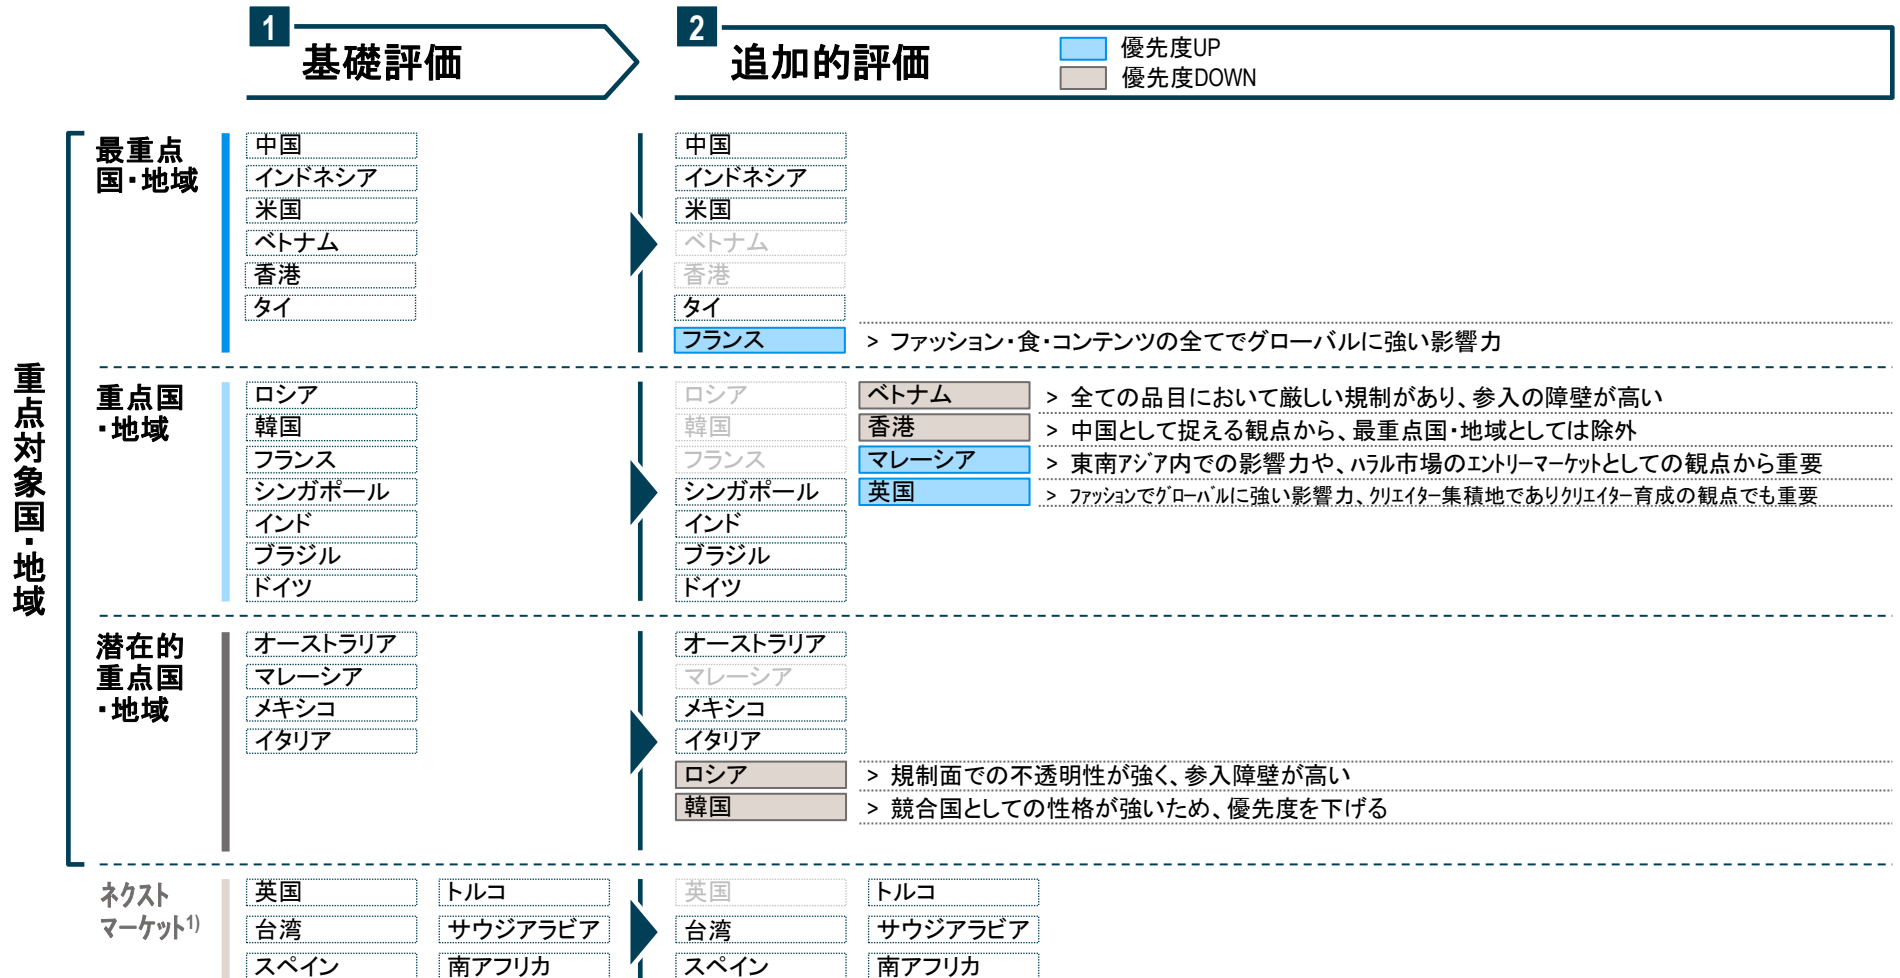 1
基礎評価
2
追加的評価
優先度UP
優先度DOWN
重点対象国・地域
最重点
国・地域
中国
インドネシア
米国
ベトナム
香港
タイ
中国
インドネシア
米国
ベトナム
香港
タイ
フランス
> ファッション・食・コンテンツの全てでグローバルに強い影響力
重点国
・地域
ロシア
韓国
フランス
シンガポール
インド
ブラジル
ドイツ
ロシア
韓国
フランス
シンガポール
インド
ブラジル
ドイツ
ベトナム
> 全ての品目において厳しい規制があり、参入の障壁が高い
香港
> 中国として捉える観点から、最重点国・地域としては除外
マレーシア
> 東南アジア内での影響力や、ハラル市場のエントリーマーケットとしての観点から重要
英国
> ファッションでグローバルに強い影響力、クリエイター集積地でありクリエイター育成の観点でも重要
潜在的
重点国
・地域
オーストラリア
マレーシア
メキシコ
イタリア
オーストラリア
マレーシア
メキシコ
イタリア
ロシア
> 規制面での不透明性が強く、参入障壁が高い
韓国
> 競合国としての性格が強いため、優先度を下げる
ネクスト
マーケット1)
英国
トルコ
台湾
サウジアラビア
スペイン
南アフリカ
英国
トルコ
台湾
サウジアラビア
スペイン
南アフリカ